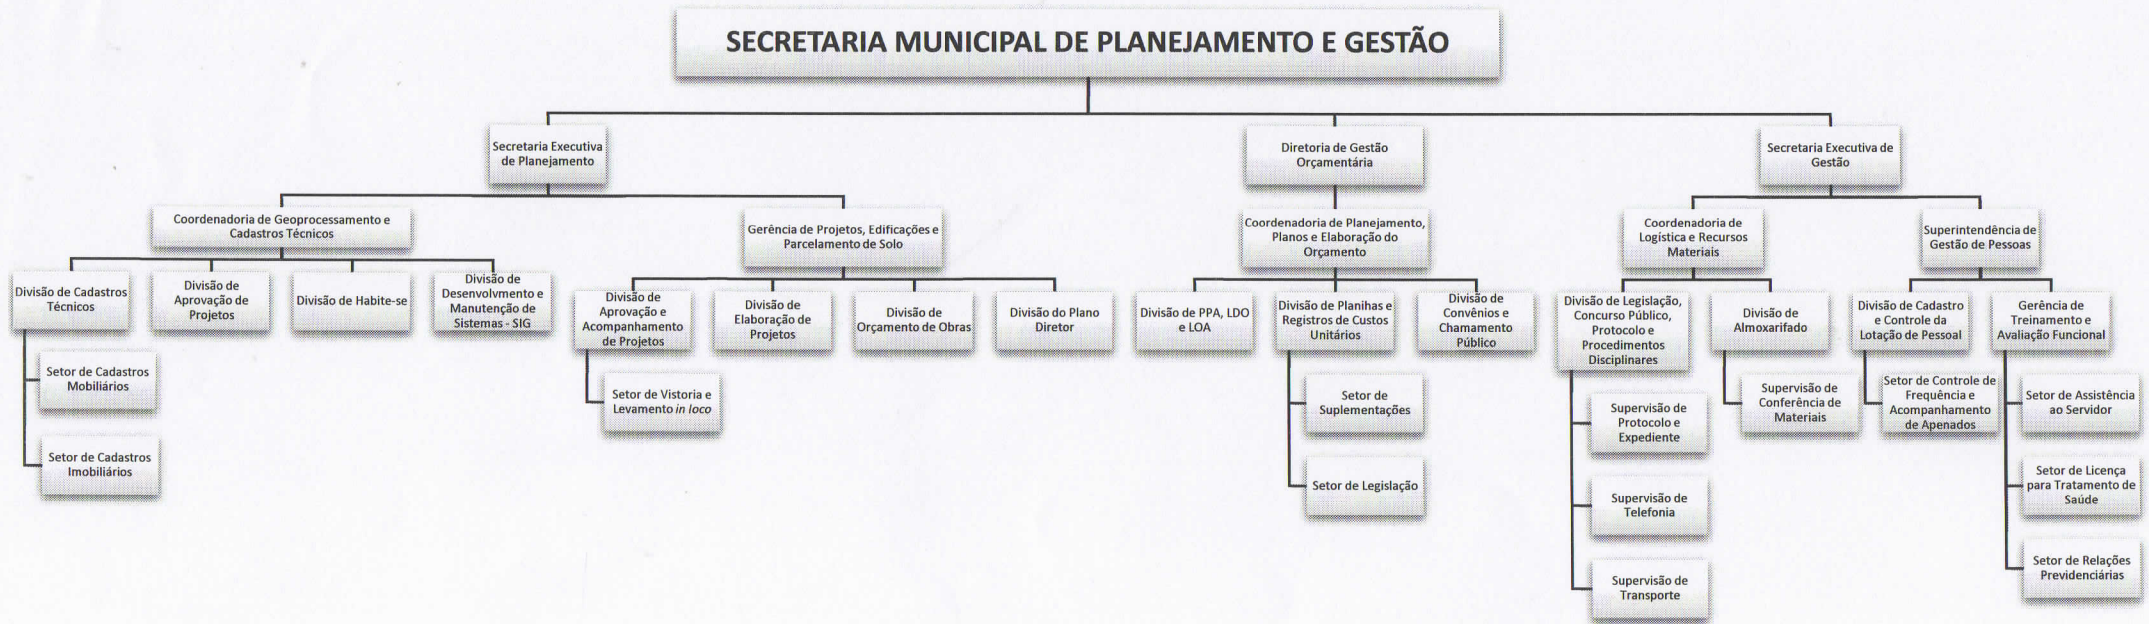 SECRETARIA MUNICIPAL DE PLANEJAMENTO E GESTÃO
Secretaria Executiva
de Planejamento
Diretoria de Gestão
Orçamentária
Secretaria Executiva de
Gestão
Coordenadoria de Geoprocessamento e
Cadastros Técnicos
Gerência de Projetos, Edificações e
Parcelamento de Solo
Coordenadoria de Planejamento,
Planos e Elaboração do
Orçamento
Coordenadoria de
Logística e Recursos
Materiais
Superintendência de
Gestão de Pessoas
Divisão de Cadastros
Técnicos
Divisão de
Aprovação de
Projetos
Divisão de Habite-se
Divisão de
Desenvolvmento e
Manutenção de
Sistemas - SIG
Divisão de
Aprovação e
Acompanhamento
de Projetos
Divisão de
Elaboração de
Projetos
Divisão de
Orçamento de Obras
Divisão do Plano
Diretor
Divisão de PPA, LDO
e LOA
Divisão de Planihas e
Registros de Custos
Unitários
Divisão de
Convênios e
Chamamento
Público
Divisão de Legislação,
Concurso Público,
Protocolo e
Procedimentos
Disciplinares
Divisão de
Almoxarifado
Divisão de Cadastro
e Controle da
Lotação de Pessoal
Gerência de
Treinamento e
Avaliação Funcional
Setor de Cadastros
Mobiliários
Setor de Cadastros
Imobiliários
Setor de Vistoria e
Levamento in loco
Setor de
Suplementações
Setor de Legislação
Supervisão de
Protocolo e
Expediente
Supervisão de
Telefonia
Supervisão de
Transporte
Supervisão de
Conferência de
Materiais
Setor de Controle de
Frequência e
Acompanhamento
de Apenados
Setor de Assistência
ao Servidor
Setor de Licença
para Tratamento de
Saúde
Setor de Relações
Previdenciárias